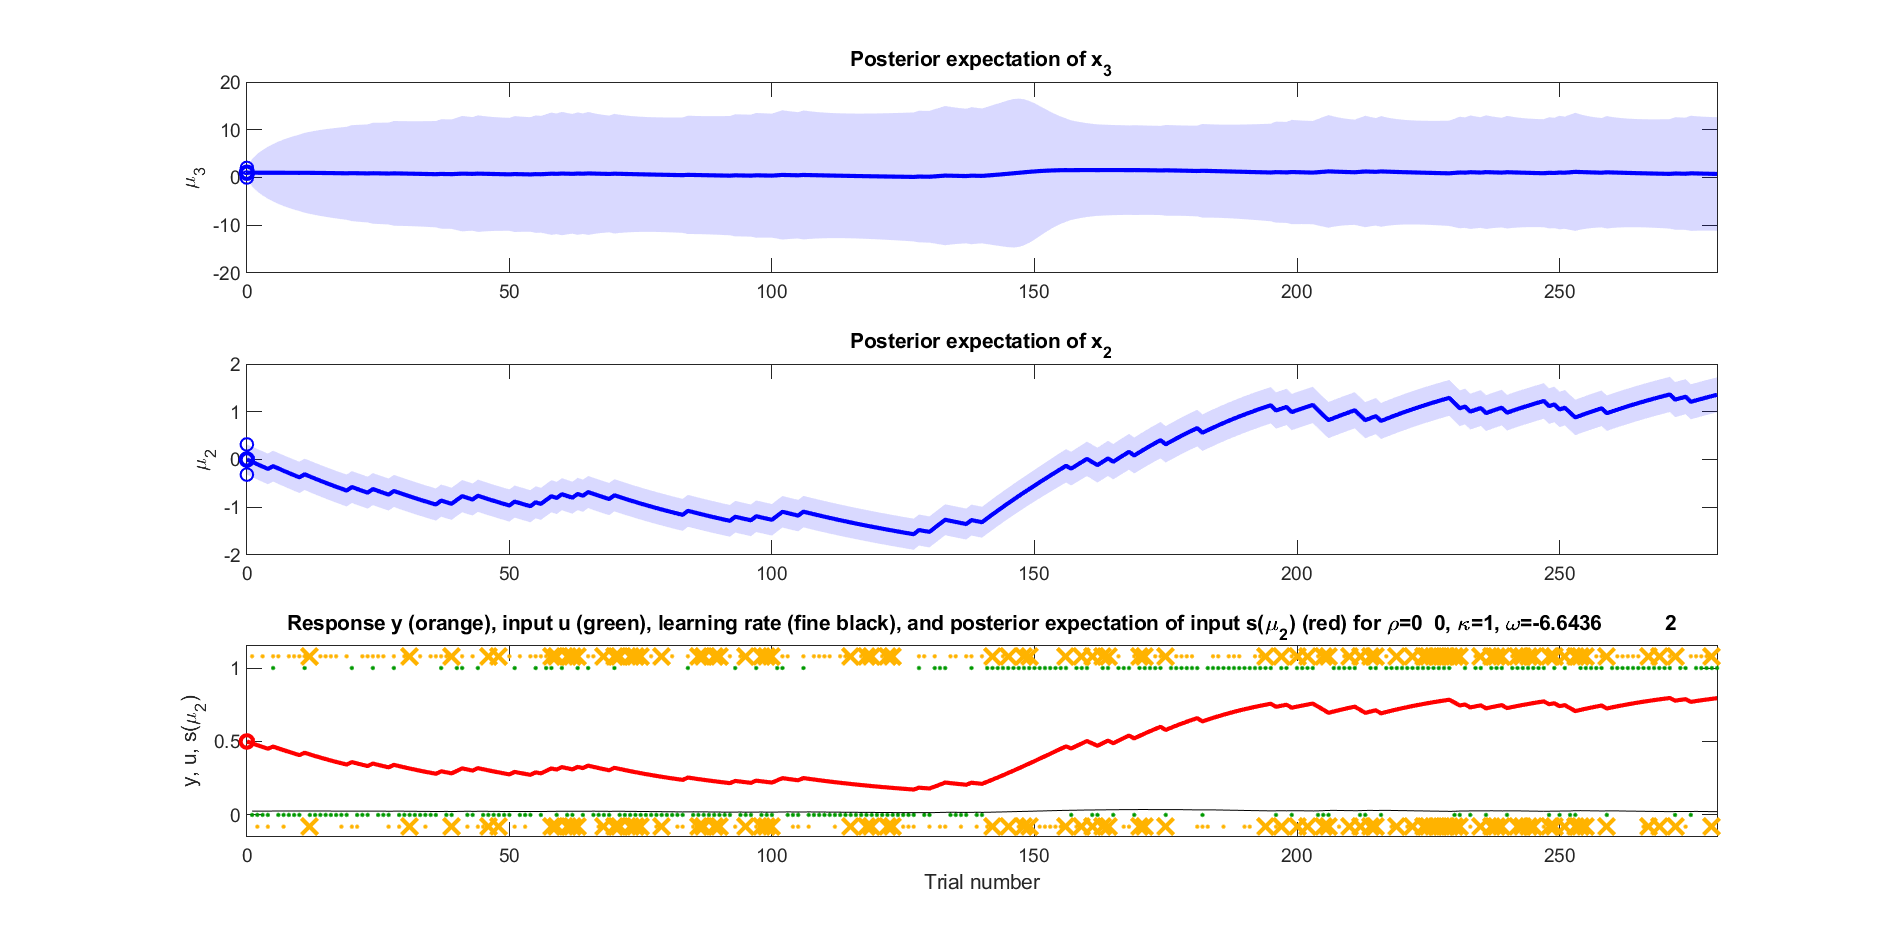 Posterior expectation of x3
20
10
0
-10
-20
μ3
0 50 100 150 200 250
Posterior expectation of x2
2
1
0
-1
-2
μ2
0 50 100 150 200 250
Response y (orange), input u (green), learning rate (fine black), and posterior expectation of input s(μ2) (red) for ρ=0 0, κ=1, ω=-6.6436 2
1
0.5
0
y, u, s(μ2)
0 50 100 150 200 250
Trial number